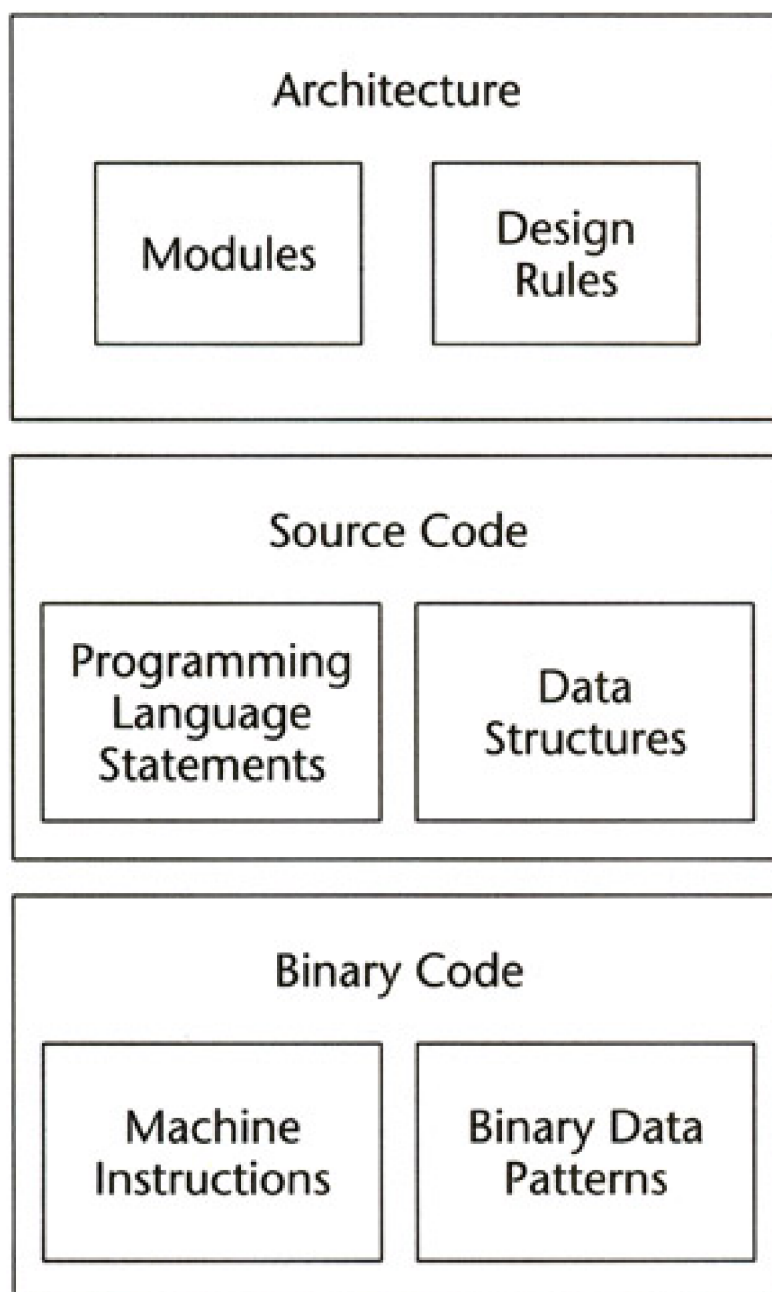 Architecture
Modules
Design
Rules
Source Code
Programming
Language
Statements
Data
Structures
Binary Code
Machine
Instructions
Binary Data
Patterns